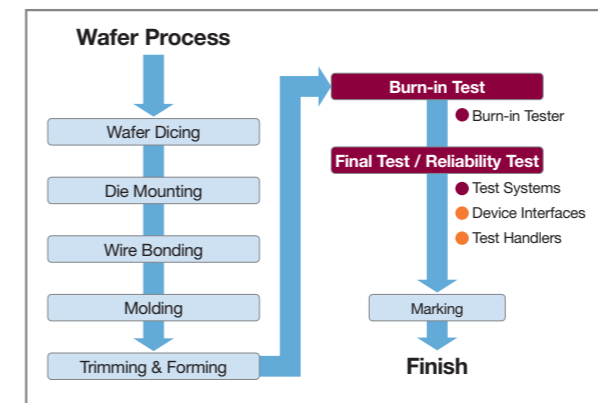 Wafer Process
Wafer Dicing
Die Mounting
Wire Bonding
Molding
Trimming & Forming
Burn-in Test
Burn-in Tester
Final Test / Reliability Test
Test Systems
Device Interfaces
Test Handlers
Marking
Finish